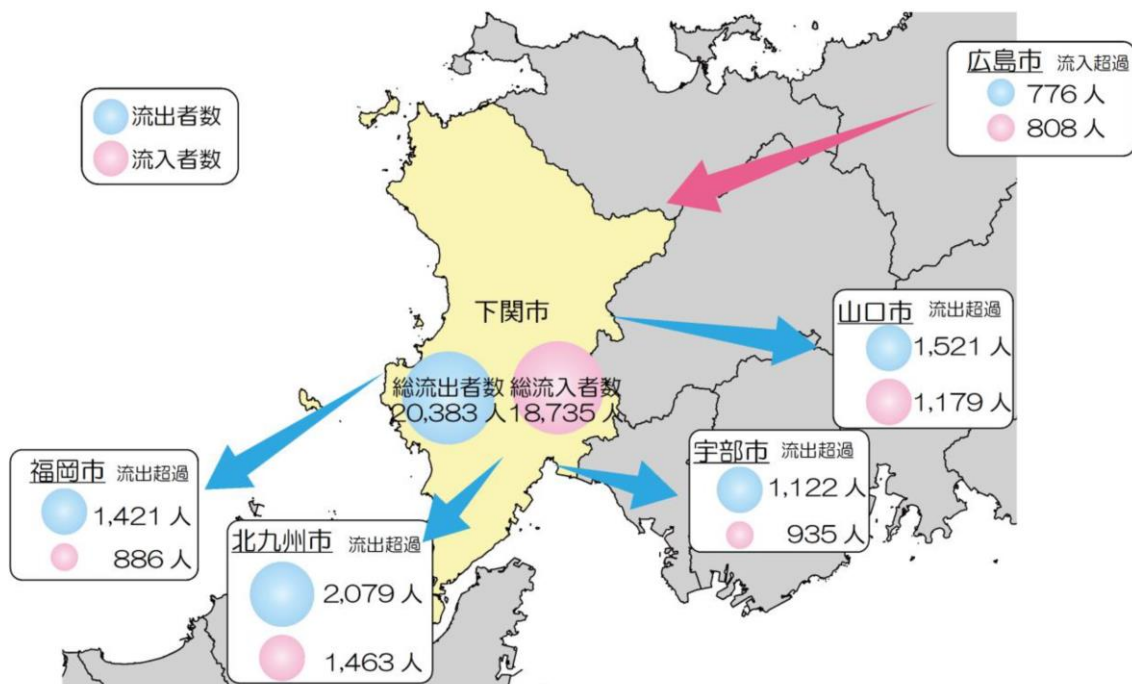 流出者数
流入者数
広島市 流入超過
776 人
808 人
下関市
総流出者数 総流入者数
20,383 人 18,735 人
山口市 流出超過
1,521 人
1,179 人
宇部市 流出超過
1,122 人
935 人
福岡市 流出超過
1,421 人
886 人
北九州市 流出超過
2,079 人
1,463 人